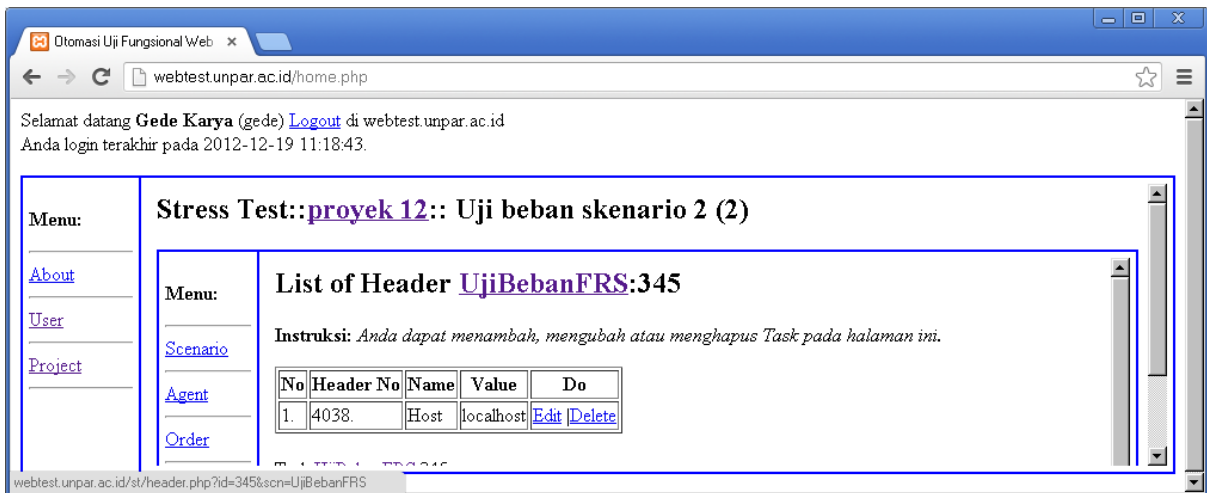 Otomasi Uji Fungsional Web
webtest.unpar.ac.id/home.php
Selamat datang Gede Karya (gede) Logout di webtest.unpar.ac.id
Anda login terakhir pada 2012-12-19 11:18:43.
Menu:
About
User
Project
Stress Test::proyek 12:: Uji beban skenario 2 (2)
Menu:
Scenario
Agent
Order
List of Header UjiBebanFRS:345
Instruksi: Anda dapat menambah, mengubah atau menghapus Task pada halaman ini.
No Header No Name Value Do
1. 4038. Host localhost Edit |Delete
webtest.unpar.ac.id/st/header.php?id=345&scn=UjiBebanFRS